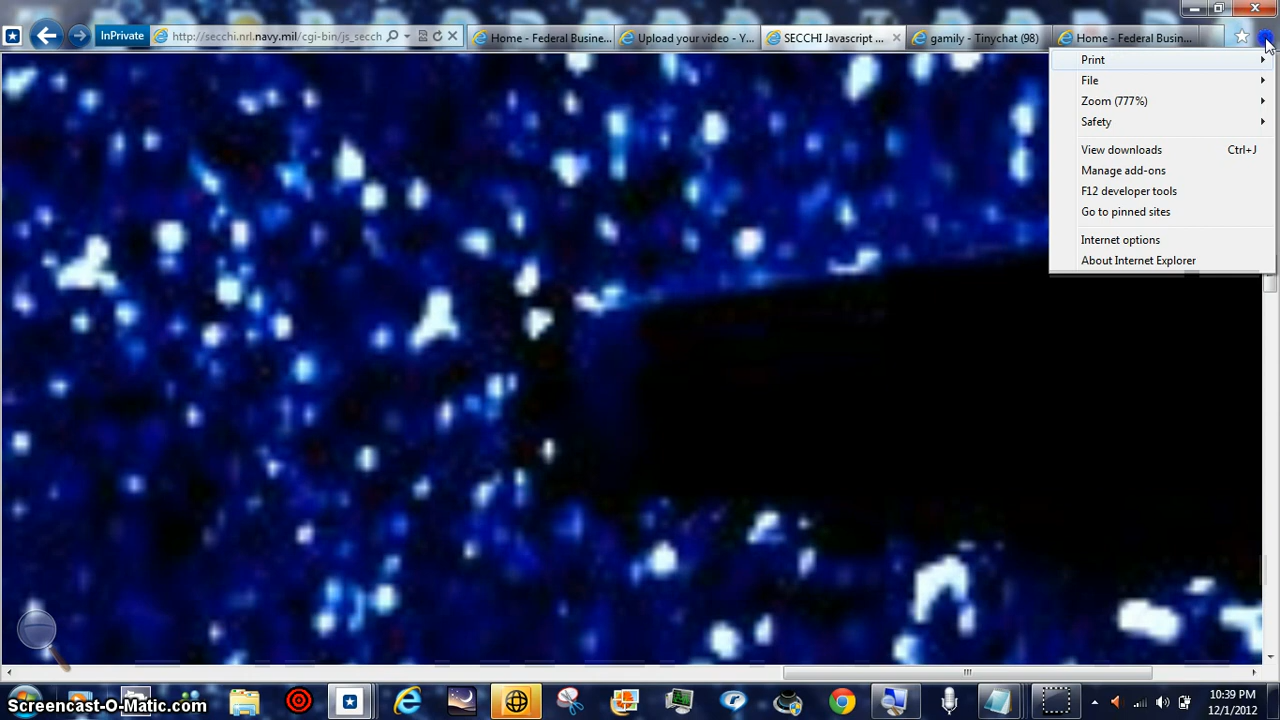 InPrivate
http://secchi.nrl.navy.mil/cgi-bin/js_secch
Home - Federal Busine...
Upload your video - Y...
SECCHI Javascript ...
gamily - Tinychat (98)
Home - Federal Busin...
Print
File
Zoom (777%)
Safety
View downloads Ctrl+J
Manage add-ons
F12 developer tools
Go to pinned sites
Internet options
About Internet Explorer
10:39 PM
Screencast-O-Matic.com
12/1/2012